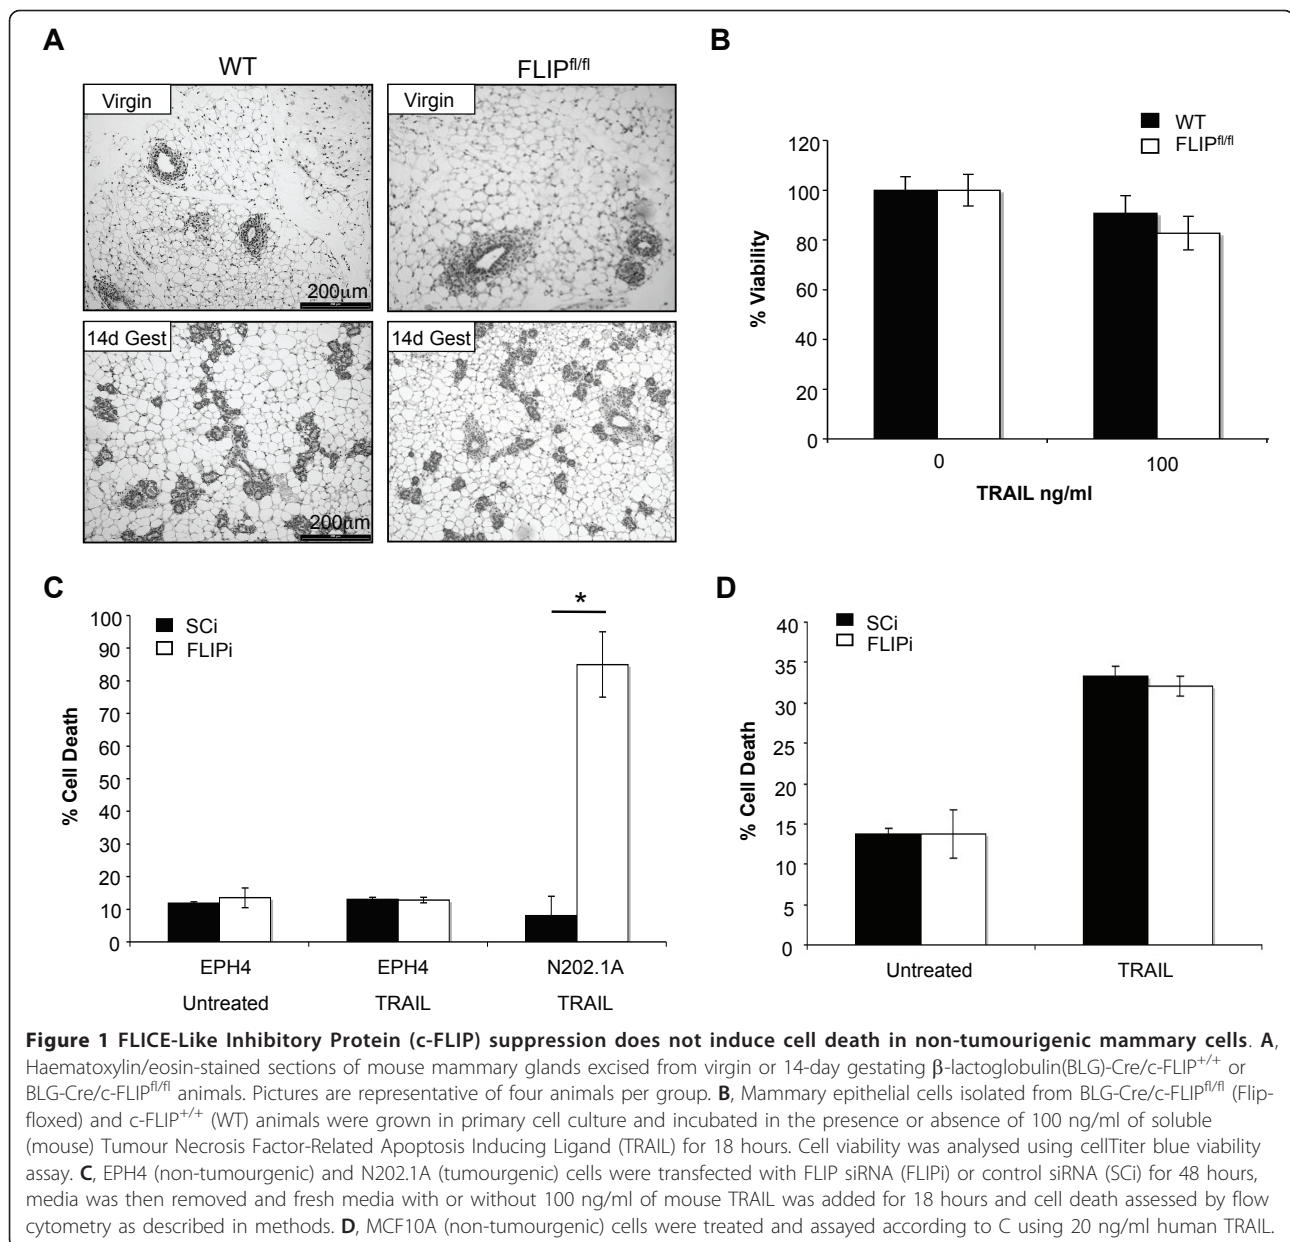 A
WT
FLIPfl/fl
Virgin
Virgin
200µm
14d Gest
14d Gest
200µm
B
WT
FLIPfl/fl
120
100
80
60
40
20
0
% Viability
0
100
TRAIL ng/ml
C
SCi
FLIPi
*
100
90
80
70
60
50
40
30
20
10
0
% Cell Death
EPH4
EPH4
N202.1A
Untreated
TRAIL
TRAIL
D
SCi
FLIPi
40
35
30
25
20
15
10
5
0
% Cell Death
Untreated
TRAIL
Figure 1 FLICE-Like Inhibitory Protein (c-FLIP) suppression does not induce cell death in non-tumourigenic mammary cells. A,
Haematoxylin/eosin-stained sections of mouse mammary glands excised from virgin or 14-day gestating β-lactoglobulin(BLG)-Cre/c-FLIP+/+ or
BLG-Cre/c-FLIPfl/fl animals. Pictures are representative of four animals per group. B, Mammary epithelial cells isolated from BLG-Cre/c-FLIPfl/fl (Flip-
floxed) and c-FLIP+/+ (WT) animals were grown in primary cell culture and incubated in the presence or absence of 100 ng/ml of soluble
(mouse) Tumour Necrosis Factor-Related Apoptosis Inducing Ligand (TRAIL) for 18 hours. Cell viability was analysed using cellTiter blue viability
assay. C, EPH4 (non-tumourgenic) and N202.1A (tumourgenic) cells were transfected with FLIP siRNA (FLIPi) or control siRNA (SCi) for 48 hours,
media was then removed and fresh media with or without 100 ng/ml of mouse TRAIL was added for 18 hours and cell death assessed by flow
cytometry as described in methods. D, MCF10A (non-tumourgenic) cells were treated and assayed according to C using 20 ng/ml human TRAIL.